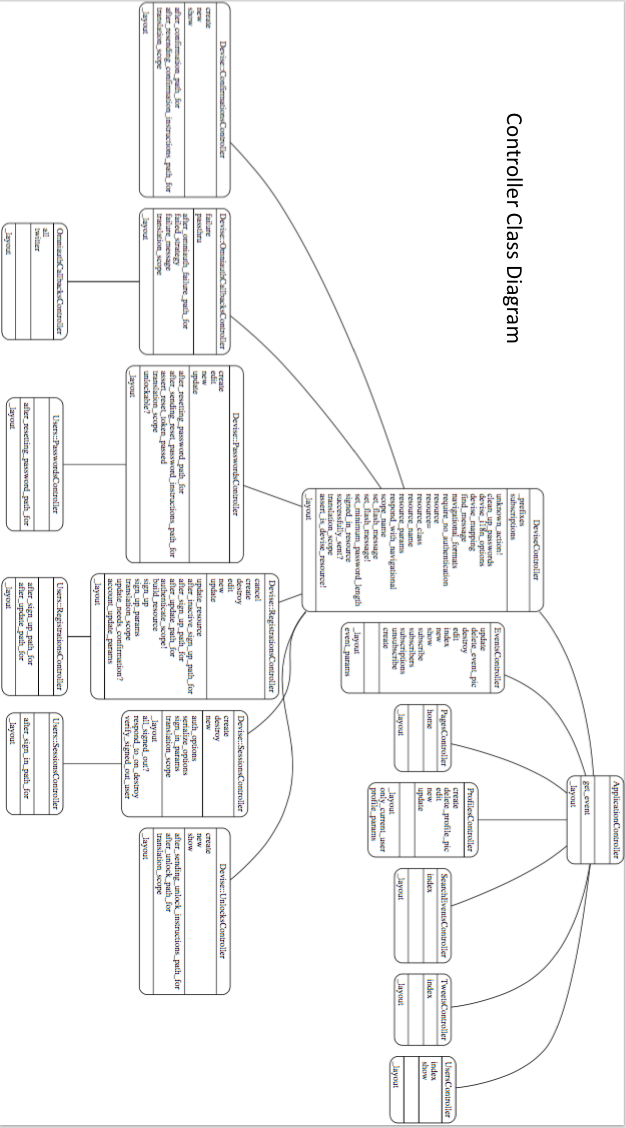 Controller Class Diagram
ApplicationController
get_event
_layout
DeviseController
_prefixes
subscriptions
unknown_action!
clean_up_passwords
devise_i18n_options
devise_mapping
find_message
navigational_formats
require_no_authentication
resource
resources
resource_class
resource_name
resource_params
respond_with_navigational
scope_name
set_flash_message
set_flash_message!
set_minimum_password_length
signed_in_resource
successfully_sent?
translation_scope
assert_is_devise_resource!
_layout
EventsController
update
delete_event_pic
destroy
edit
index
new
show
subscribe
subscribers
subscriptions
unsubscribe
create
_layout
event_params
PagesController
home
_layout
ProfilesController
create
delete_profile_pic
edit
new
update
_layout
only_current_user
profile_params
SearchEventsController
index
_layout
TweetsController
index
_layout
UsersController
index
show
_layout
Devise::ConfirmationsController
create
new
show
after_confirmation_path_for
after_resending_confirmation_instructions_path_for
translation_scope
_layout
Devise::OmniauthCallbacksController
failure
passthru
after_omniauth_failure_path_for
failed_strategy
failure_message
translation_scope
_layout
Devise::PasswordsController
create
edit
new
update
after_resetting_password_path_for
after_sending_reset_password_instructions_path_for
assert_reset_token_passed
translation_scope
unlockable?
_layout
Devise::RegistrationsController
cancel
create
destroy
edit
new
update
update_resource
after_inactive_sign_up_path_for
after_sign_up_path_for
after_update_path_for
authenticate_scope!
build_resource
sign_up
sign_up_params
translation_scope
update_needs_confirmation?
account_update_params
_layout
Devise::SessionsController
create
destroy
new
auth_options
serialize_options
sign_in_params
translation_scope
_layout
all_signed_out?
respond_to_on_destroy
verify_signed_out_user
Devise::UnlocksController
create
new
show
after_sending_unlock_instructions_path_for
after_unlock_path_for
translation_scope
_layout
OmniauthCallbacksController
all
twitter
_layout
Users::PasswordsController
after_resetting_password_path_for
_layout
Users::RegistrationsController
after_sign_up_path_for
after_update_path_for
_layout
Users::SessionsController
after_sign_in_path_for
_layout